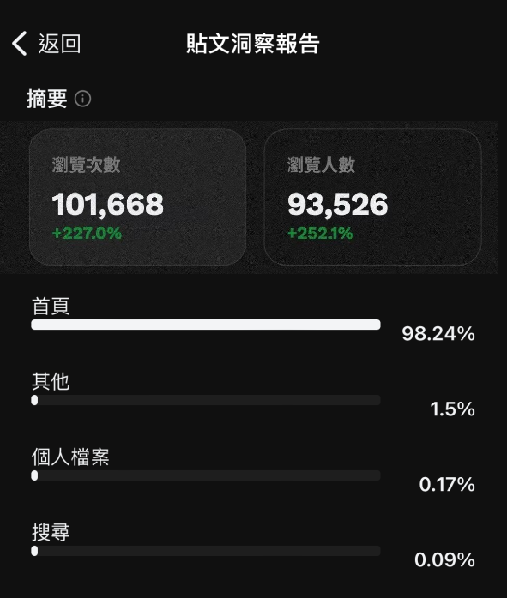 返回
貼文洞察報告
摘要
瀏覽次數
101,668
+227.0%
瀏覽人數
93,526
+252.1%
首頁
98.24%
其他
1.5%
個人檔案
0.17%
搜尋
0.09%